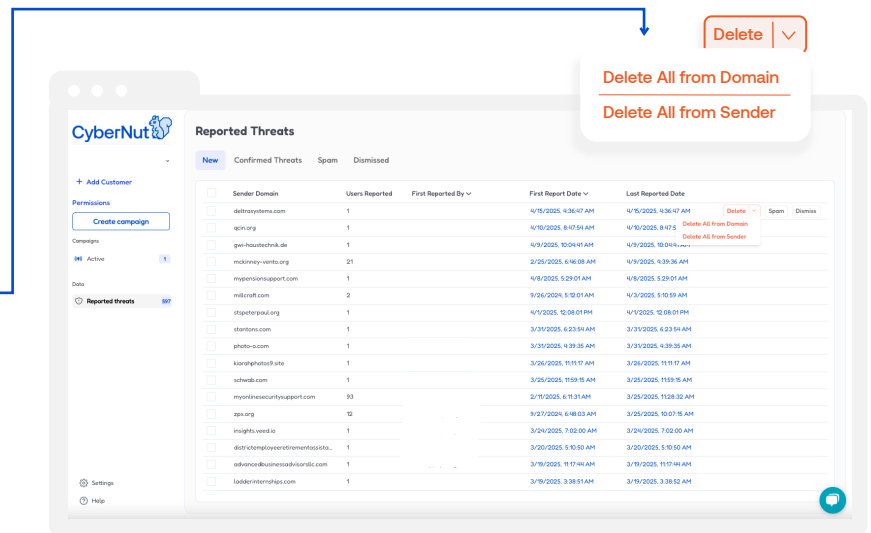 Delete
Delete All from Domain
Delete All from Sender
CyberNut
+ Add Customer
Permissions
Create campaign
Campaigns
Active 1
Data
Reported threats 597
Settings
Help
Reported Threats
New Confirmed Threats Spam Dismissed
Sender Domain Users Reported First Reported By First Report Date Last Reported Date
deltrasystems.com 1 4/15/2025, 4:36:47 AM 4/15/2025, 4:36:47 AM Delete Spam Dismiss
Delete All from Domain
Delete All from Sender
qcin.org 1 4/10/2025, 8:47:54 AM 4/10/2025, 8:47:5
gwi-haustechnik.de 1 4/9/2025, 10:04:41 AM 4/9/2025, 10:04:41 AM
mckinney-vento.org 21 2/25/2025, 6:46:08 AM 4/9/2025, 4:39:36 AM
mypensionsupport.com 1 4/8/2025, 5:29:01 AM 4/8/2025, 5:29:01 AM
millcraft.com 2 9/26/2024, 5:12:01 AM 4/3/2025, 5:10:59 AM
stspeterpaul.org 1 4/1/2025, 12:08:01 PM 4/1/2025, 12:08:01 PM
stantons.com 1 3/31/2025, 6:23:54 AM 3/31/2025, 6:23:54 AM
photo-o.com 1 3/31/2025, 4:39:35 AM 3/31/2025, 4:39:35 AM
kiarahphotos9.site 1 3/26/2025, 11:11:17 AM 3/26/2025, 11:11:17 AM
schwab.com 1 3/25/2025, 11:59:15 AM 3/25/2025, 11:59:15 AM
myonlinesecuritysupport.com 93 2/11/2025, 6:11:31 AM 3/25/2025, 11:28:32 AM
zps.org 12 9/27/2024, 6:48:03 AM 3/25/2025, 10:07:15 AM
insights.veed.io 1 3/24/2025, 7:02:00 AM 3/24/2025, 7:02:00 AM
districtemployeeretirementassista... 1 3/20/2025, 5:10:50 AM 3/20/2025, 5:10:50 AM
advancedbusinessadvisorsllc.com 1 3/19/2025, 11:17:44 AM 3/19/2025, 11:17:44 AM
ladderinternships.com 1 3/19/2025, 3:38:51 AM 3/19/2025, 3:38:52 AM